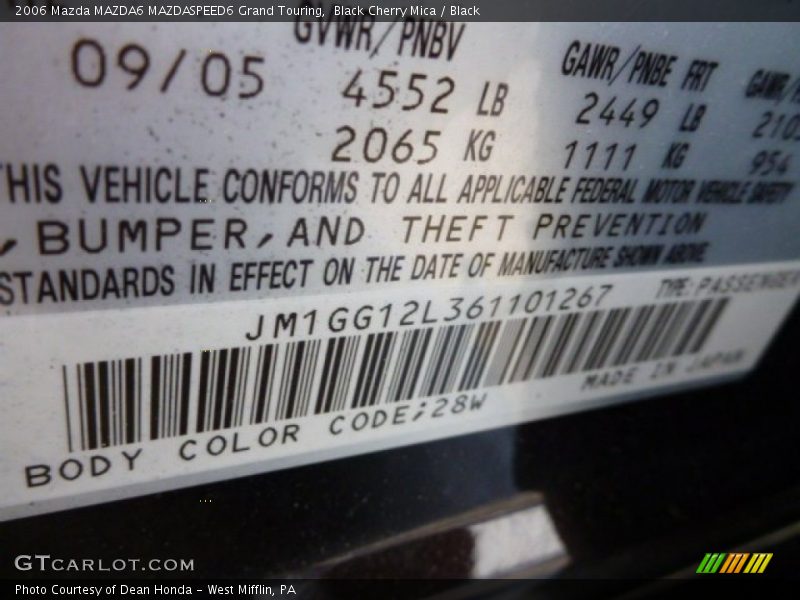 2006 Mazda MAZDA6 MAZDASPEED6 Grand Touring, Black Cherry Mica / Black
GVWR/PNBV
GAWR/PNBE FRT
09/05
4552 LB
2449 LB
2065 KG
1111 KG
954
THIS VEHICLE CONFORMS TO ALL APPLICABLE FEDERAL MOTOR VEHICLE SAFETY
, BUMPER, AND THEFT PREVENTION
STANDARDS IN EFFECT ON THE DATE OF MANUFACTURE SHOWN ABOVE.
JM1GG12L361101267
TYPE: PASSENGER
MADE IN JAPAN
BODY COLOR CODE;28W
GTCARLOT.COM
Photo Courtesy of Dean Honda - West Mifflin, PA